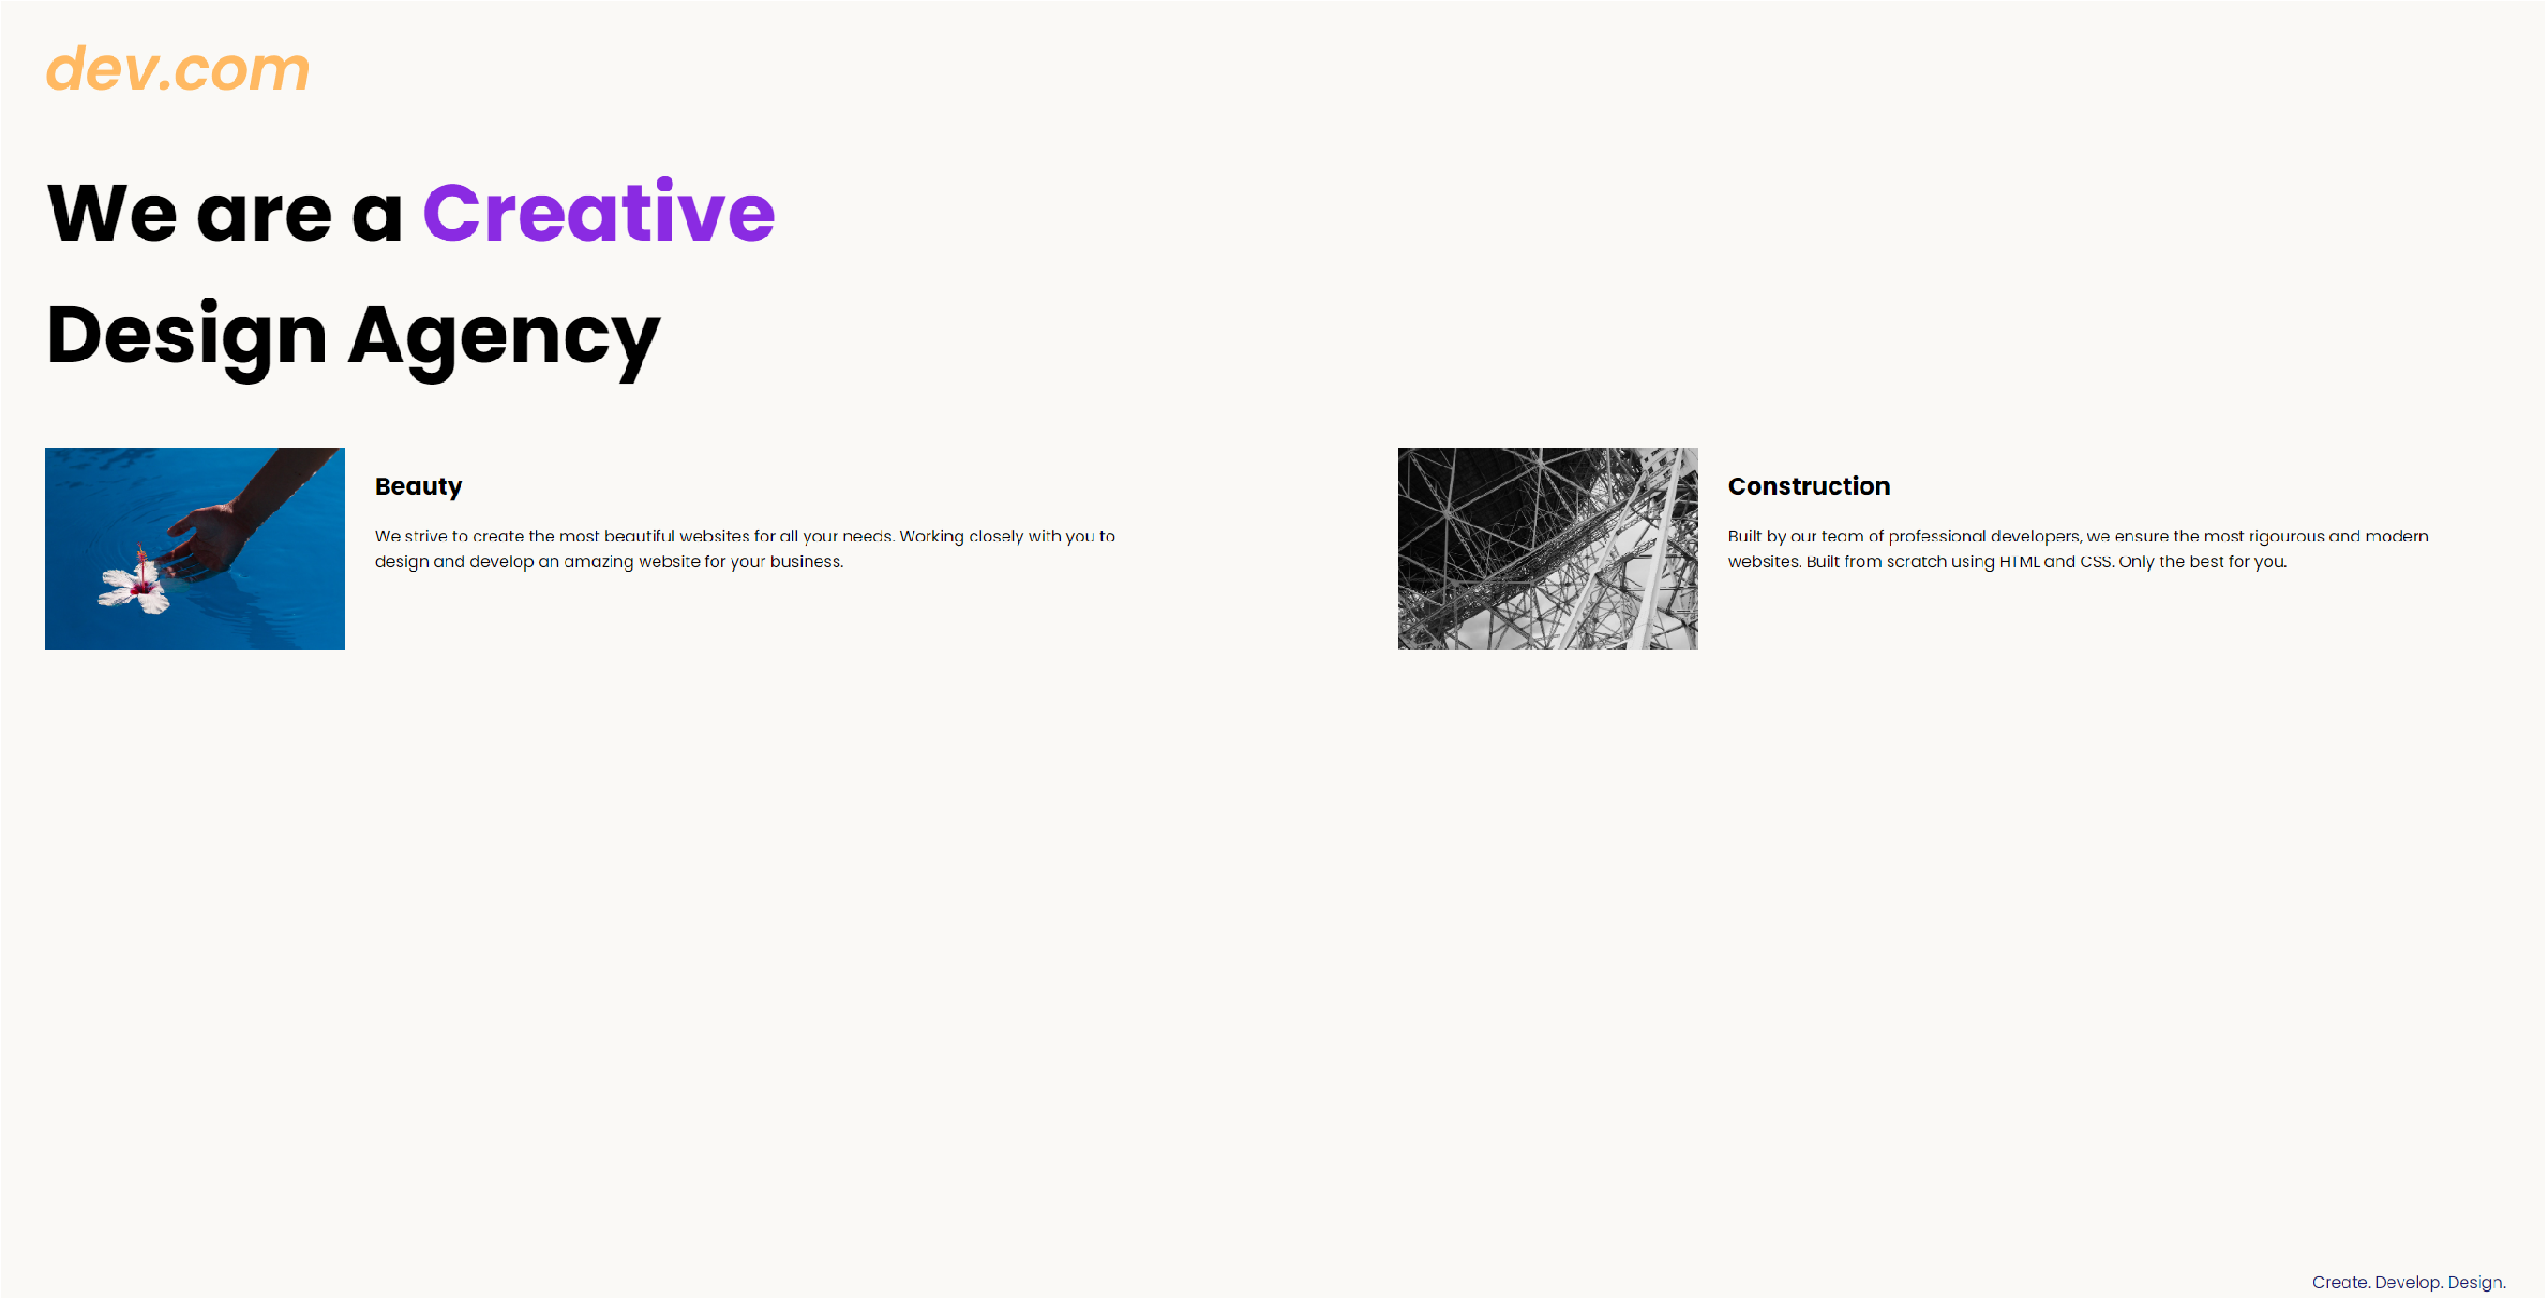 dev.com
We are a Creative
Design Agency
Beauty
We strive to create the most beautiful websites for all your needs. Working closely with you to
design and develop an amazing website for your business.
Construction
Built by our team of professional developers, we ensure the most rigourous and modern
websites. Built from scratch using HTML and CSS. Only the best for you.
Create. Develop. Design.